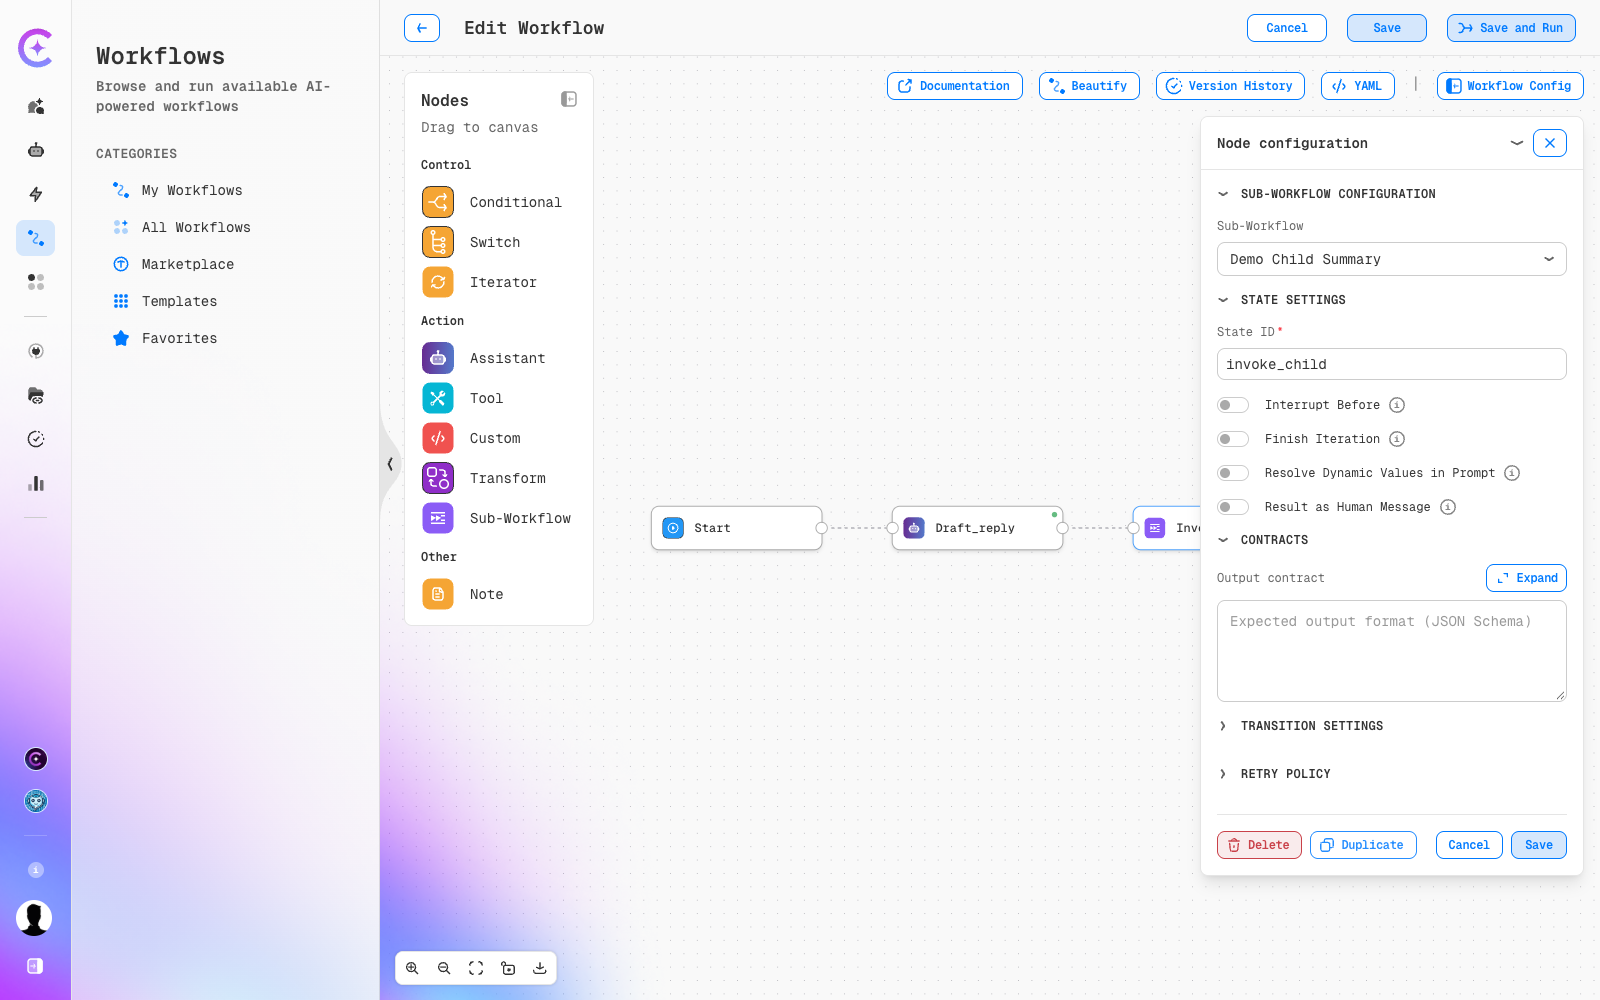 Workflows
Browse and run available AI-
powered workflows
CATEGORIES
My Workflows
All Workflows
Marketplace
Templates
Favorites
Edit Workflow
Cancel
Save
Save and Run
Documentation
Beautify
Version History
YAML
Workflow Config
Nodes
Drag to canvas
Control
Conditional
Switch
Iterator
Action
Assistant
Tool
Custom
Transform
Sub-Workflow
Other
Note
Start
Draft_reply
Node configuration
SUB-WORKFLOW CONFIGURATION
Sub-Workflow
Demo Child Summary
STATE SETTINGS
State ID*
invoke_child
Interrupt Before
Finish Iteration
Resolve Dynamic Values in Prompt
Result as Human Message
CONTRACTS
Output contract
Expand
Expected output format (JSON Schema)
TRANSITION SETTINGS
RETRY POLICY
Delete
Duplicate
Cancel
Save